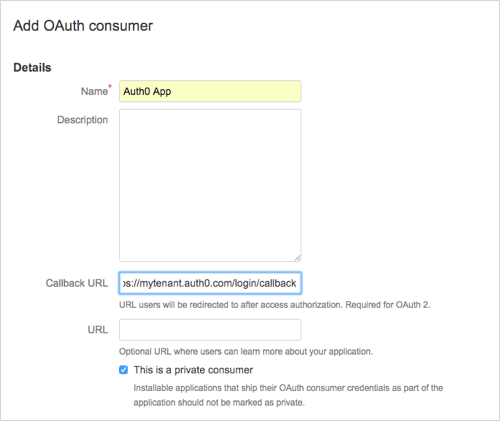 Add OAuth consumer
Details
Name*
Auth0 App
Description
Callback URL
os://mytenant.auth0.com/login/callback
URL users will be redirected to after access authorization. Required for OAuth 2.
URL
Optional URL where users can learn more about your application.
This is a private consumer
Installable applications that ship their OAuth consumer credentials as part of the
application should not be marked as private.